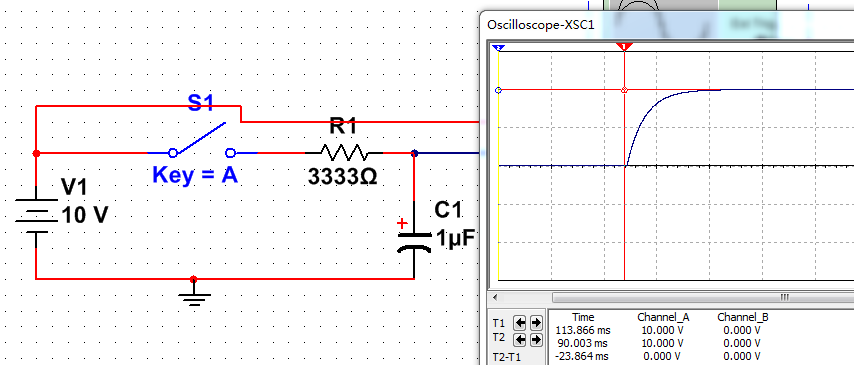 Oscilloscope-XSC1
S1
R1
Key = A
3333Ω
V1
10 V
C1
+
1µF
Time Channel_A Channel_B
T1 113.866 ms 10.000 V 0.000 V
T2 90.003 ms 10.000 V 0.000 V
T2-T1 -23.864 ms 0.000 V 0.000 V